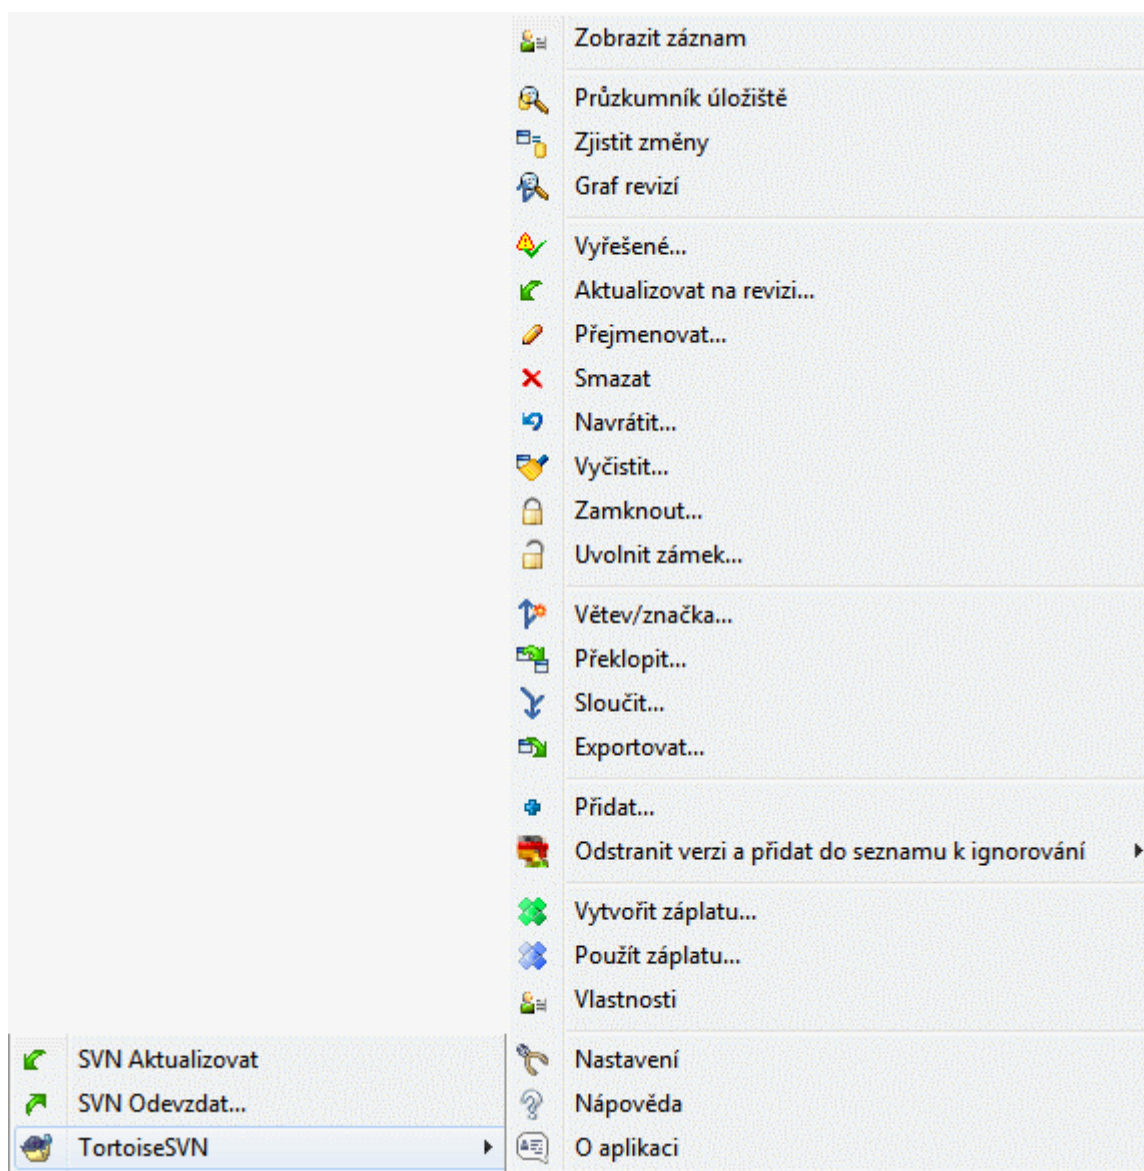 Zobrazit záznam
Průzkumník úložiště
Zjistit změny
Graf revizí
Vyřešené...
Aktualizovat na revizi...
Přejmenovat...
Smazat
Navrátit...
Vyčistit...
Zamknout...
Uvolnit zámek...
Větev/značka...
Překlopit...
Sloučit...
Exportovat...
Přidat...
Odstranit verzi a přidat do seznamu k ignorování
Vytvořit záplatu...
Použít záplatu...
Vlastnosti
SVN Aktualizovat
SVN Odevzdat...
TortoiseSVN
Nastavení
Nápověda
O aplikaci